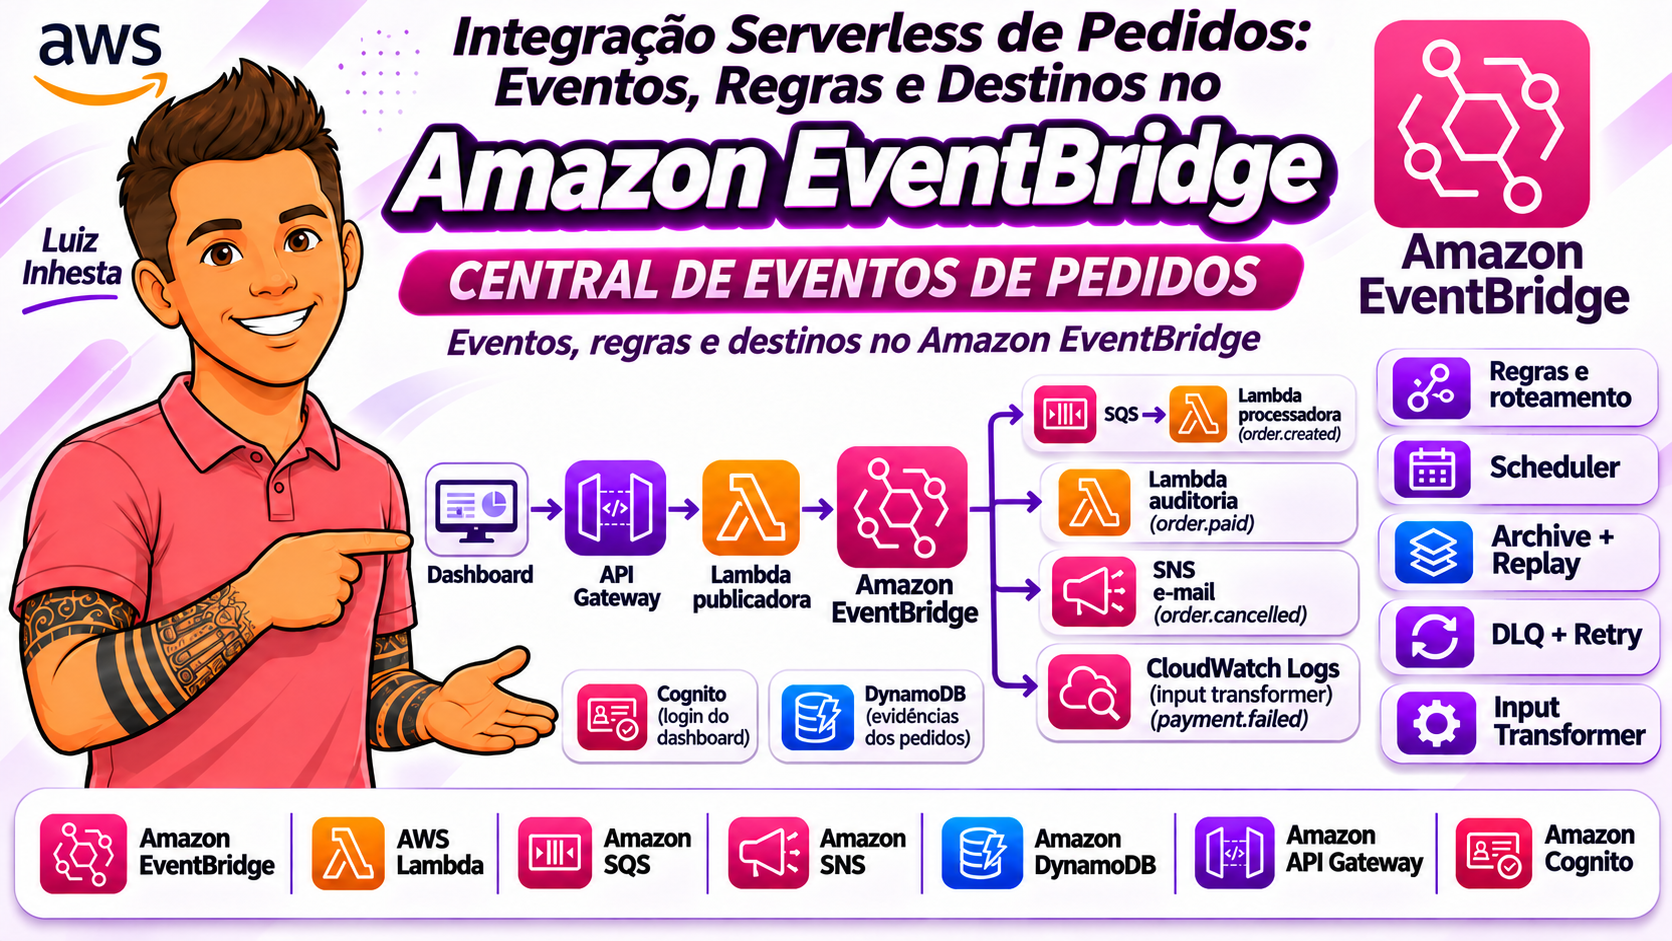 aws
Integração Serverless de Pedidos:
Eventos, Regras e Destinos no
Amazon EventBridge
CENTRAL DE EVENTOS DE PEDIDOS
Eventos, regras e destinos no Amazon EventBridge
Luiz
Inhesta
Amazon
EventBridge
Dashboard
API
Gateway
Lambda
publicadora
Amazon
EventBridge
SQS
Lambda
processadora
(order.created)
Lambda
auditoria
(order.paid)
SNS
e-mail
(order.cancelled)
CloudWatch Logs
(input transformer)
(payment.failed)
Cognito
(login do
dashboard)
DynamoDB
(evidências
dos pedidos)
Regras e
roteamento
Scheduler
Archive +
Replay
DLQ + Retry
Input
Transformer
Amazon
EventBridge
AWS
Lambda
Amazon
SQS
Amazon
SNS
Amazon
DynamoDB
Amazon
API Gateway
Amazon
Cognito